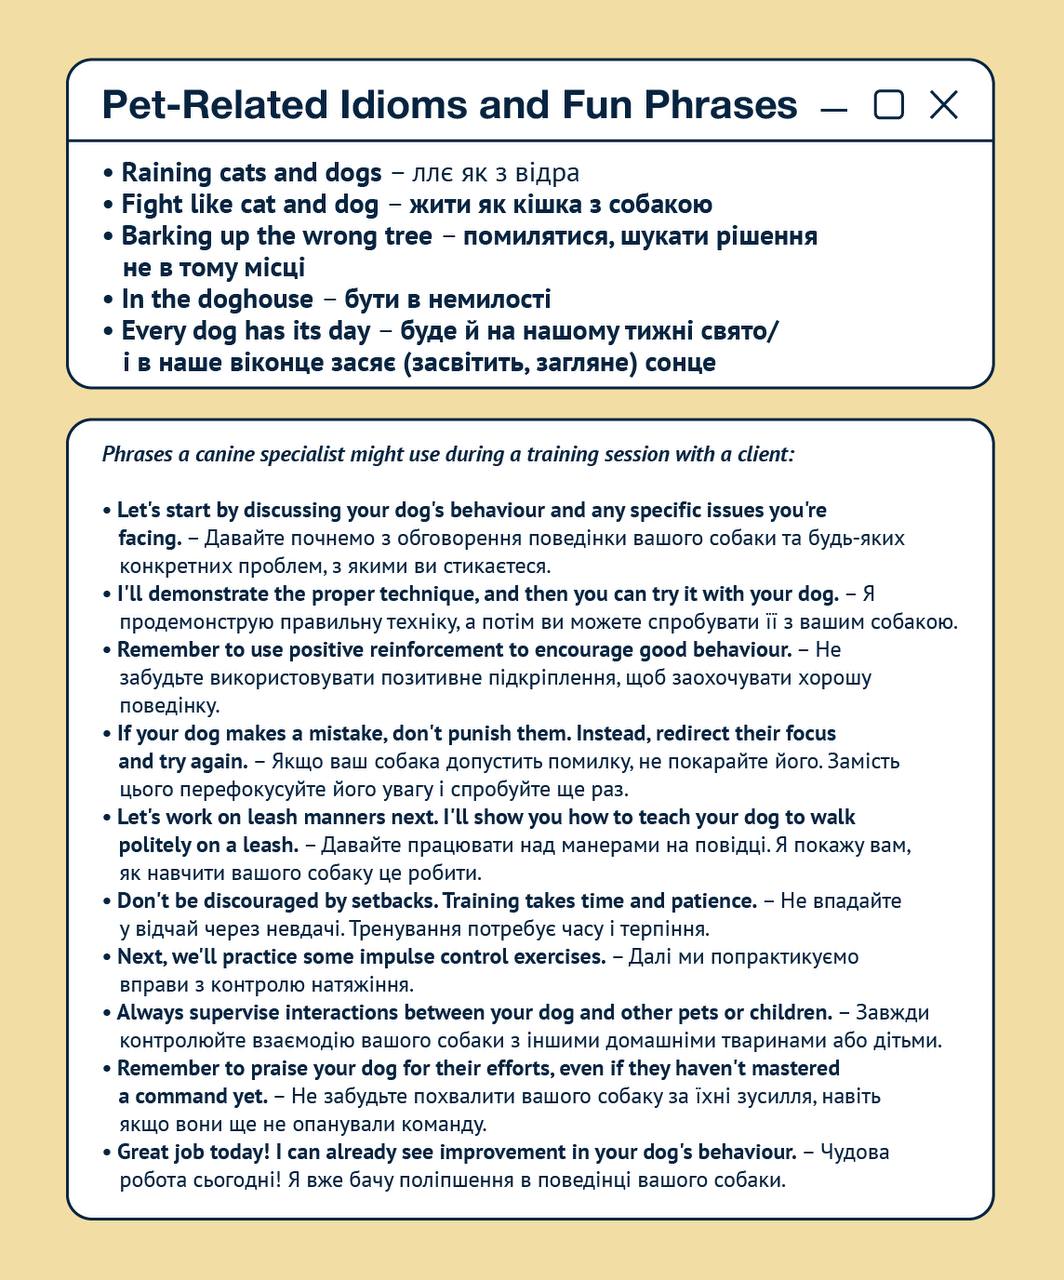 Pet-Related Idioms and Fun Phrases
• Raining cats and dogs – ллє як з відра
• Fight like cat and dog – жити як кішка з собакою
• Barking up the wrong tree – помилятися, шукати рішення
не в тому місці
• In the doghouse – бути в немилості
• Every dog has its day – буде й на нашому тижні свято/
і в наше віконце засяє (засвітить, загляне) сонце
Phrases a canine specialist might use during a training session with a client:
• Let's start by discussing your dog's behaviour and any specific issues you're
facing. – Давайте почнемо з обговорення поведінки вашого собаки та будь-яких
конкретних проблем, з якими ви стикаєтеся.
• I'll demonstrate the proper technique, and then you can try it with your dog. – Я
продемонструю правильну техніку, а потім ви можете спробувати її з вашим собакою.
• Remember to use positive reinforcement to encourage good behaviour. – Не
забудьте використовувати позитивне підкріплення, щоб заохочувати хорошу
поведінку.
• If your dog makes a mistake, don't punish them. Instead, redirect their focus
and try again. – Якщо ваш собака допустить помилку, не покарайте його. Замість
цього перефокусуйте його увагу і спробуйте ще раз.
• Let's work on leash manners next. I'll show you how to teach your dog to walk
politely on a leash. – Давайте працювати над манерами на повідці. Я покажу вам,
як навчити вашого собаку це робити.
• Don't be discouraged by setbacks. Training takes time and patience. – Не впадайте
у відчай через невдачі. Тренування потребує часу і терпіння.
• Next, we'll practice some impulse control exercises. – Далі ми попрактикуємо
вправи з контролю натяжіння.
• Always supervise interactions between your dog and other pets or children. – Завжди
контролюйте взаємодію вашого собаки з іншими домашніми тваринами або дітьми.
• Remember to praise your dog for their efforts, even if they haven't mastered
a command yet. – Не забудьте похвалити вашого собаку за їхні зусилля, навіть
якщо вони ще не опанували команду.
• Great job today! I can already see improvement in your dog's behaviour. – Чудова
робота сьогодні! Я вже бачу поліпшення в поведінці вашого собаки.